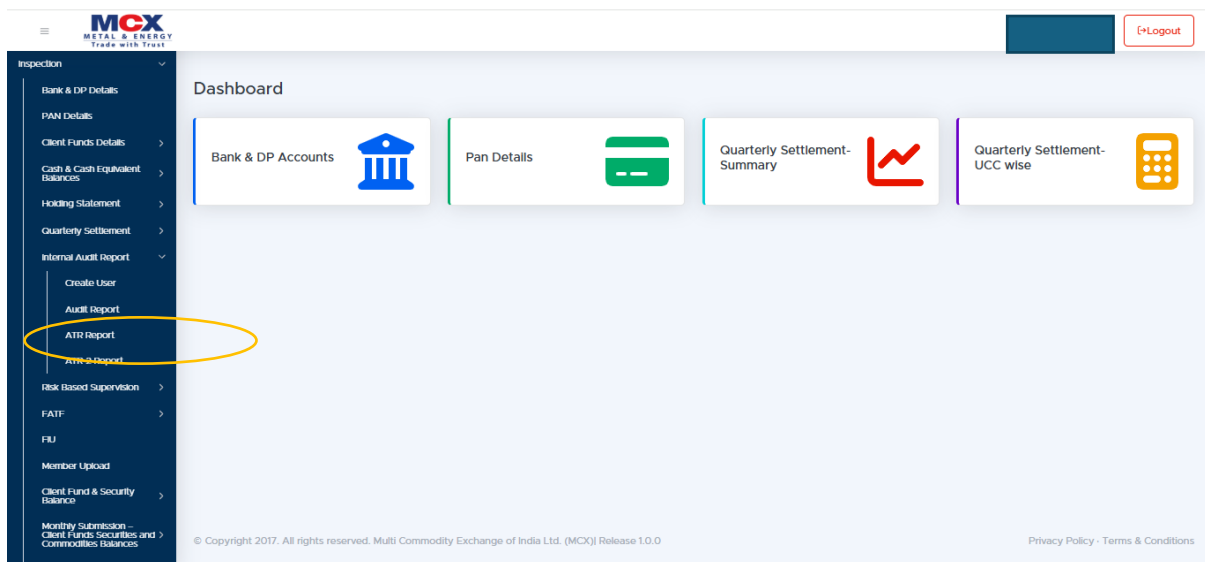 MCX
METAL & ENERGY
Trade with Trust
Logout
Inspection
Bank & DP Details
PAN Details
Client Funds Details
Cash & Cash Equivalent
Balances
Holding Statement
Quarterly Settlement
Internal Audit Report
Create User
Audit Report
ATR Report
ATR-2 Report
Risk Based Supervision
FATF
FIU
Member Upload
Client Fund & Security
Balance
Monthly Submission –
Client Funds Securities and
Commodities Balances
Dashboard
Bank & DP Accounts
Pan Details
Quarterly Settlement-
Summary
Quarterly Settlement-
UCC wise
© Copyright 2017. All rights reserved. Multi Commodity Exchange of India Ltd. (MCX)| Release 1.0.0
Privacy Policy · Terms & Conditions